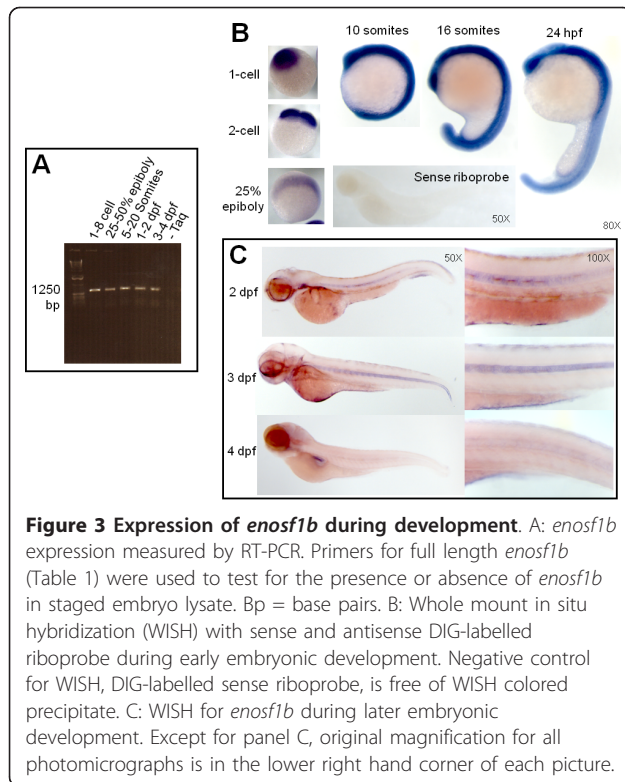 B
10 somites
16 somites
24 hpf
1-cell
2-cell
25%
epiboly
Sense riboprobe
50X
80X
A
1-8 cell
25-50% epiboly
5-20 Somites
1-2 dpf
3-4 dpf
- Taq
1250
bp
C
50X
100X
2 dpf
3 dpf
4 dpf
Figure 3 Expression of enosf1b during development. A: enosf1b
expression measured by RT-PCR. Primers for full length enosf1b
(Table 1) were used to test for the presence or absence of enosf1b
in staged embryo lysate. Bp = base pairs. B: Whole mount in situ
hybridization (WISH) with sense and antisense DIG-labelled
riboprobe during early embryonic development. Negative control
for WISH, DIG-labelled sense riboprobe, is free of WISH colored
precipitate. C: WISH for enosf1b during later embryonic
development. Except for panel C, original magnification for all
photomicrographs is in the lower right hand corner of each picture.